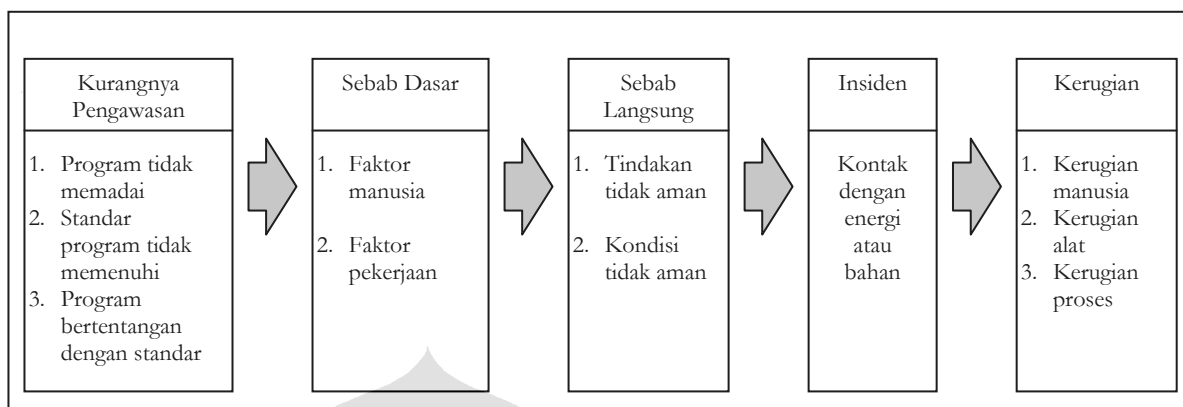 Kurangnya
Pengawasan
1. Program tidak
memadai
2. Standar
program tidak
memenuhi
3. Program
bertentangan
dengan standar
Sebab Dasar
1. Faktor
manusia
2. Faktor
pekerjaan
Sebab
Langsung
1. Tindakan
tidak aman
2. Kondisi
tidak aman
Insiden
Kontak
dengan
energi
atau
bahan
Kerugian
1. Kerugian
manusia
2. Kerugian
alat
3. Kerugian
proses